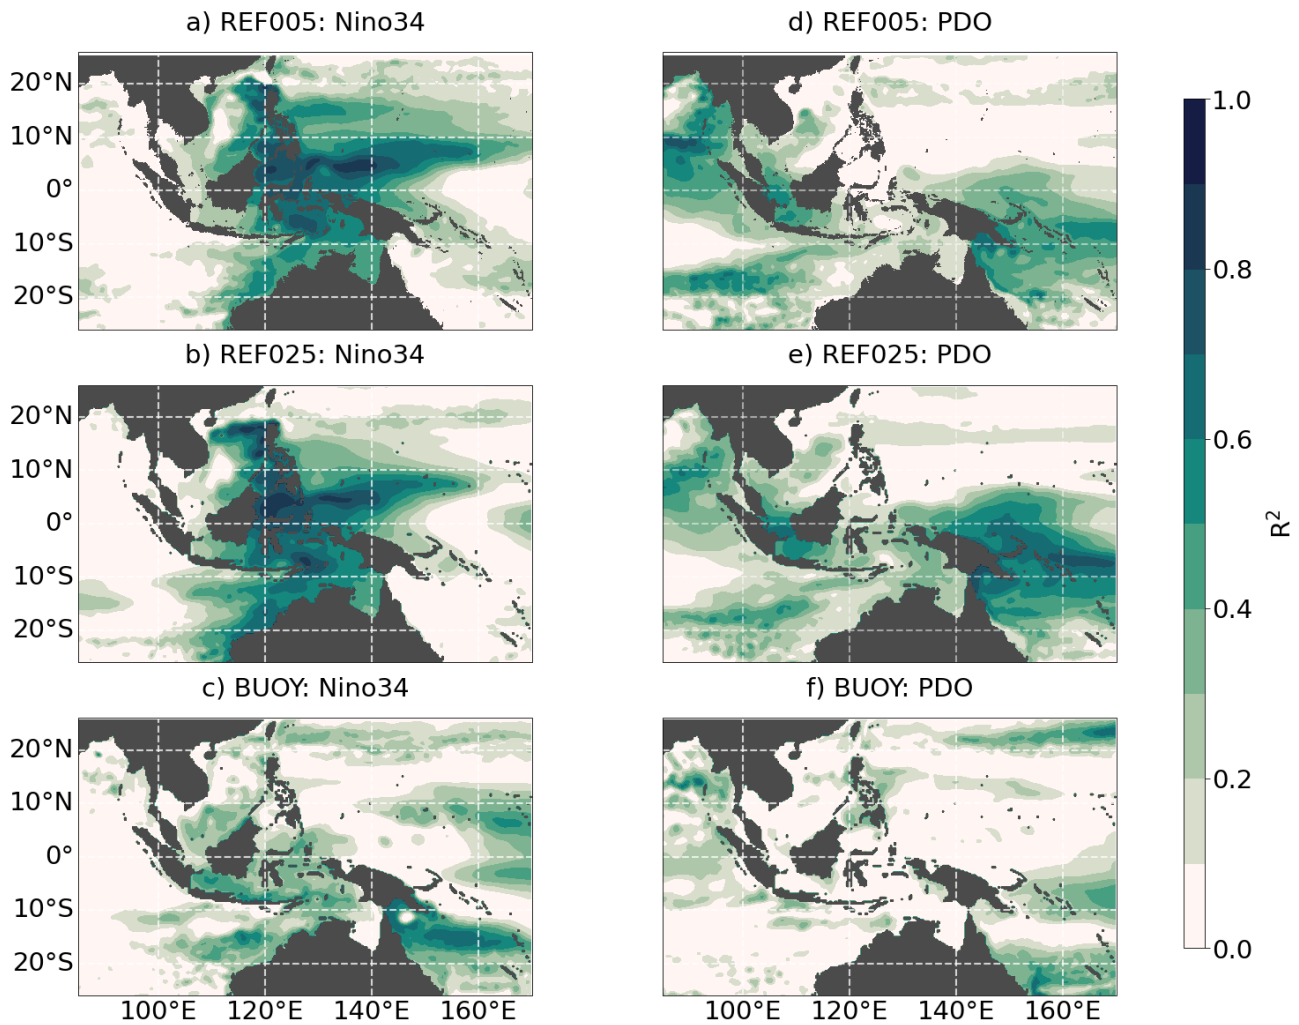 a) REF005: Nino34
d) REF005: PDO
20°N
10°N
0°
10°S
20°S
b) REF025: Nino34
e) REF025: PDO
20°N
10°N
0°
10°S
20°S
c) BUOY: Nino34
f) BUOY: PDO
20°N
10°N
0°
10°S
20°S
100°E 120°E 140°E 160°E
100°E 120°E 140°E 160°E
1.0
0.8
0.6
0.4
0.2
0.0
R²